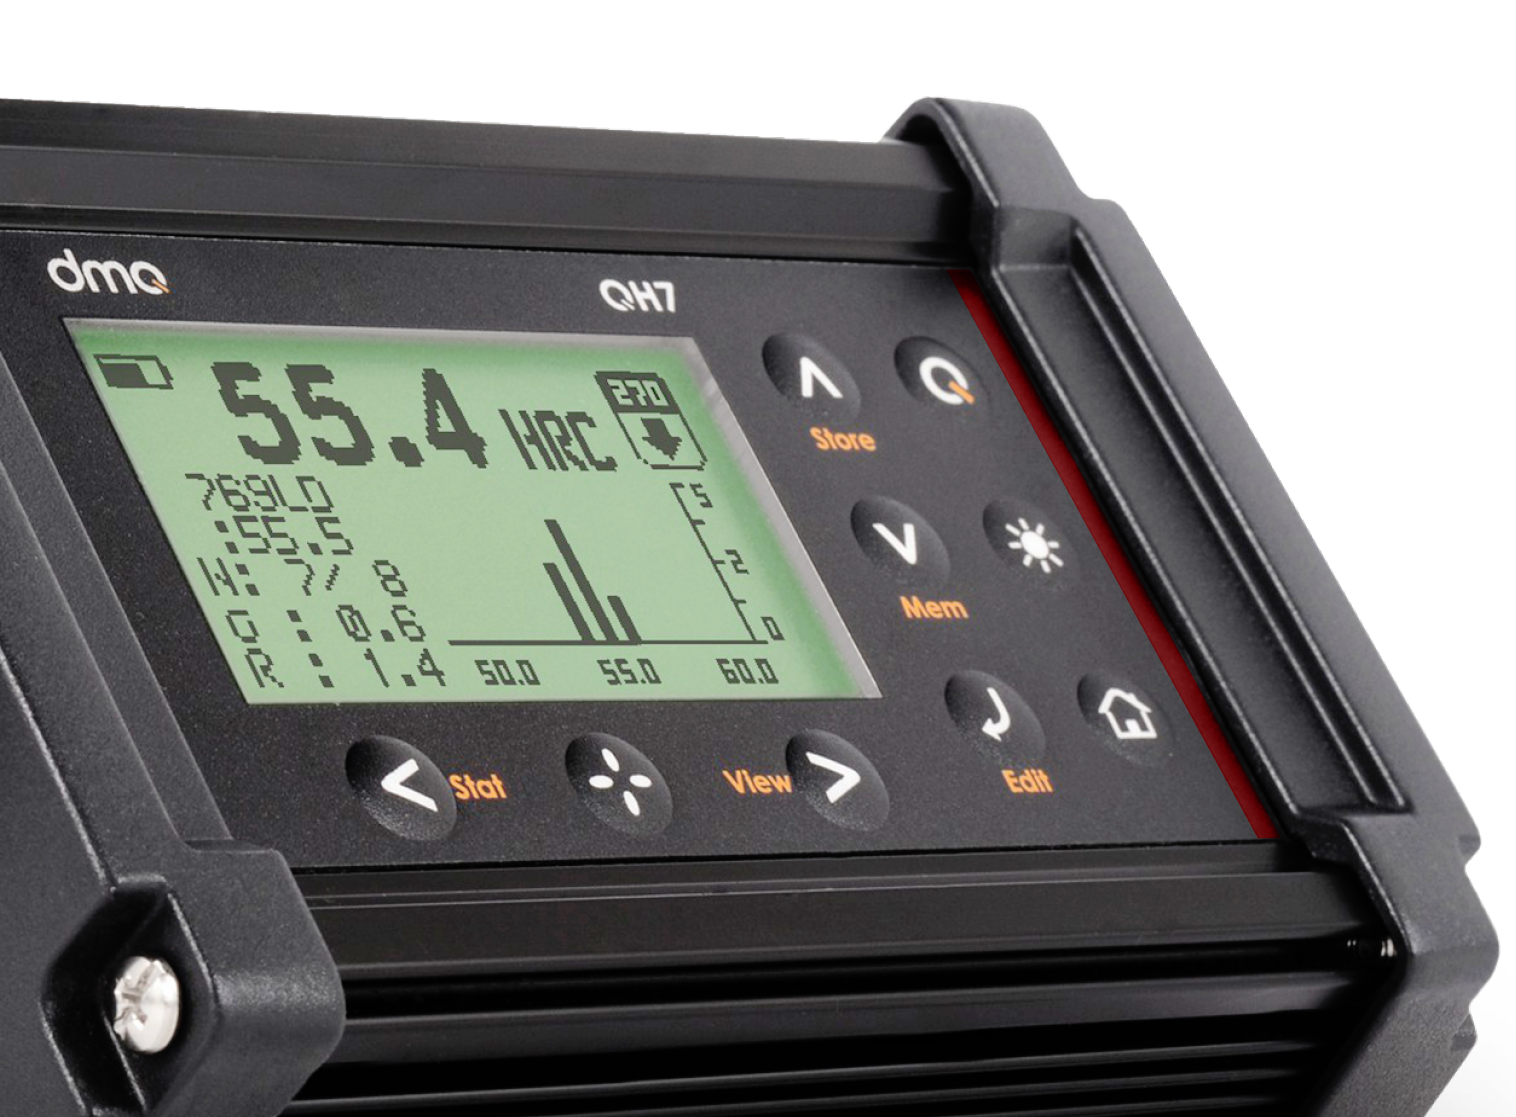 dmq
QH7
55.4 HRC
270
769LD
:55.5
N: 7/ 8
σ : 0.6
R : 1.4
5
2
0
50.0 55.0 60.0
Store
Mem
Edit
Stat
View